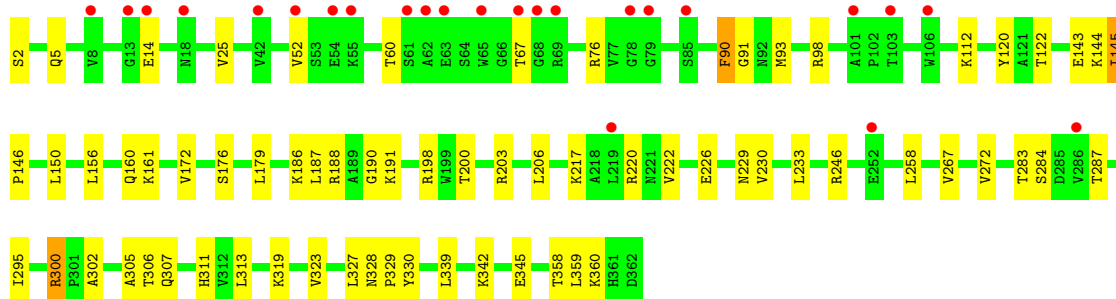 S2 Q5 V8 G13 E14 N18 V25 V42 V52 S53 E54 K55 T60 S61 A62 E63 S64 W65 G66 T67 G68 R69 R76 V77 G78 G79 S85 F90 G91 N92 M93 R98 A101 P102 T103 W106 K112 Y120 A121 T122 E143 K144 I145
P146 L150 L156 Q160 K161 V172 S176 L179 K186 L187 R188 A189 G190 K191 R198 W199 T200 R203 L206 K217 A218 L219 R220 N221 V222 E226 N229 V230 L233 R246 E252 L258 V267 V272 T283 S284 D285 V286 T287
I295 R300 P301 A302 A305 T306 Q307 H311 V312 L313 K319 V323 L327 N328 P329 Y330 L339 K342 E345 T358 L359 K360 H361 D362